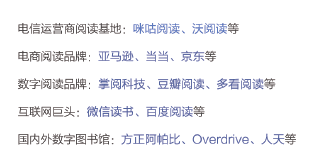 电信运营商阅读基地：咪咕阅读、沃阅读等
电商阅读品牌：亚马逊、当当、京东等
数字阅读品牌：掌阅科技、豆瓣阅读、多看阅读等
互联网巨头：微信读书、百度阅读等
国内外数字图书馆：方正阿帕比、Overdrive、人天等